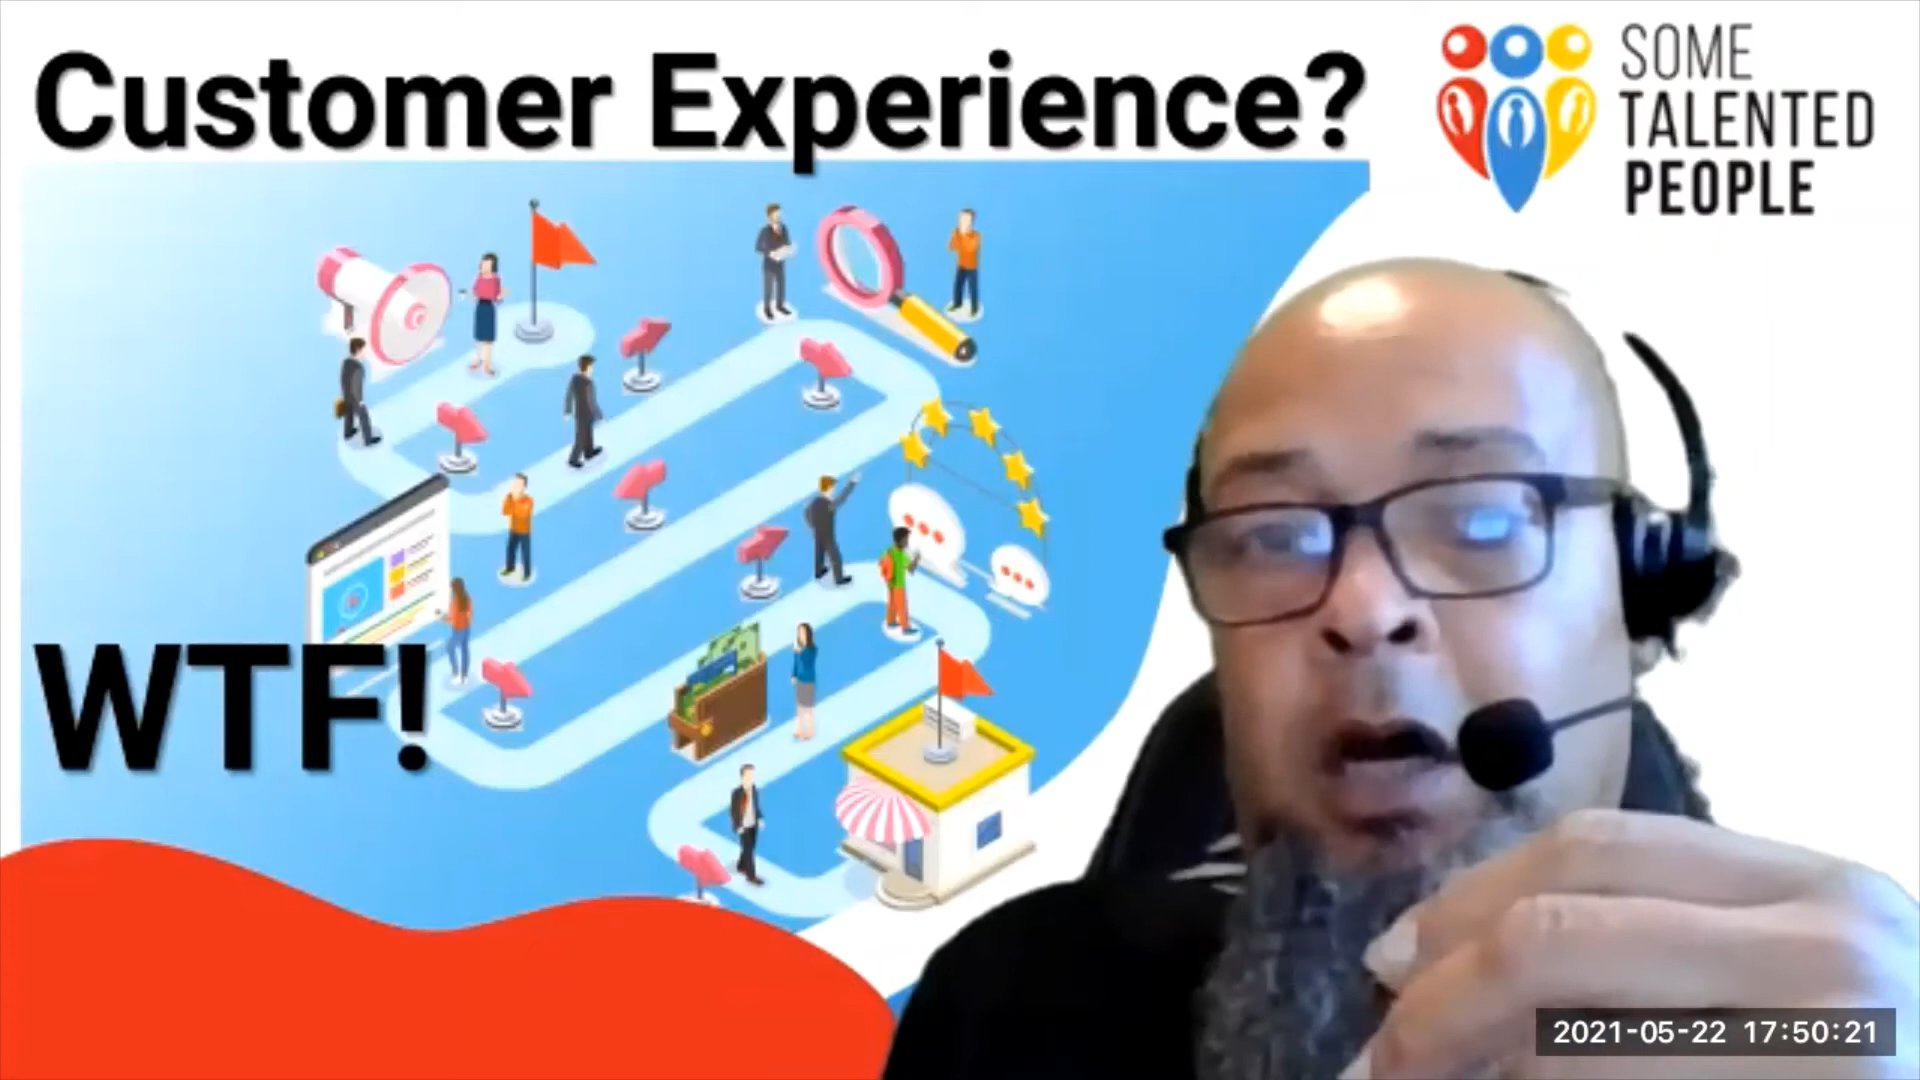 Customer Experience?
SOME
TALENTED
PEOPLE
WTF!
2021-05-22 17:50:21